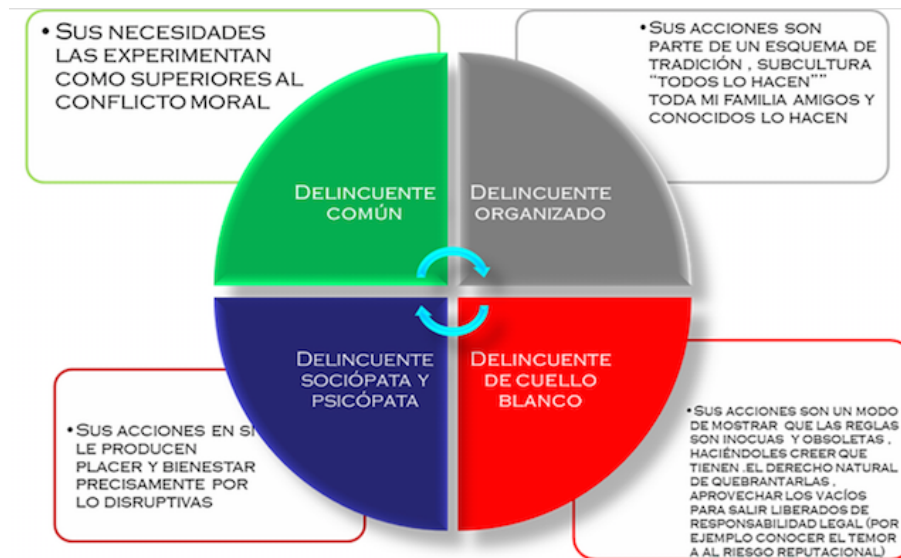 • SUS NECESIDADES
LAS EXPERIMENTAN
COMO SUPERIORES AL
CONFLICTO MORAL
• SUS ACCIONES SON
PARTE DE UN ESQUEMA DE
TRADICIÓN , SUBCULTURA
“TODOS LO HACEN””
TODA MI FAMILIA AMIGOS Y
CONOCIDOS LO HACEN
DELINCUENTE
COMÚN
DELINCUENTE
ORGANIZADO
DELINCUENTE
SOCIÓPATA Y
PSICÓPATA
DELINCUENTE
DE CUELLO
BLANCO
• SUS ACCIONES EN SI
LE PRODUCEN
PLACER Y BIENESTAR
PRECISAMENTE POR
LO DISRUPTIVAS
• SUS ACCIONES SON UN MODO
DE MOSTRAR QUE LAS REGLAS
SON INOCUAS Y OBSOLETAS ,
HACIÉNDOLES CREER QUE
TIENEN .EL DERECHO NATURAL
DE QUEBRANTARLAS ,
APROVECHAR LOS VACÍOS
PARA SALIR LIBERADOS DE
RESPONSABILIDAD LEGAL (POR
EJEMPLO CONOCER EL TEMOR
A AL RIESGO REPUTACIONAL)